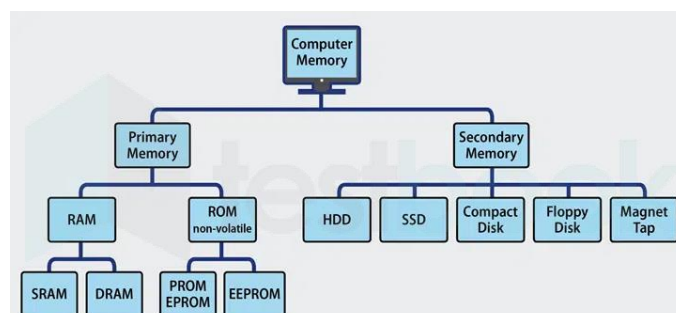 Computer
Memory
Primary
Memory
Secondary
Memory
RAM
ROM
non-volatile
HDD
SSD
Compact
Disk
Floppy
Disk
Magnet
Tap
SRAM
DRAM
PROM
EPROM
EEPROM
testbook